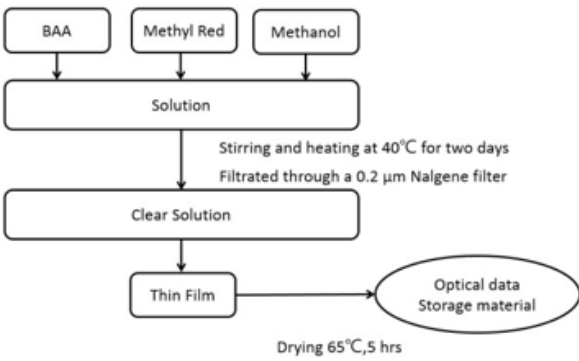 BAA
Methyl Red
Methanol
Solution
Stirring and heating at 40℃ for two days
Filtrated through a 0.2 μm Nalgene filter
Clear Solution
Thin Film
Optical data
Storage material
Drying 65℃,5 hrs